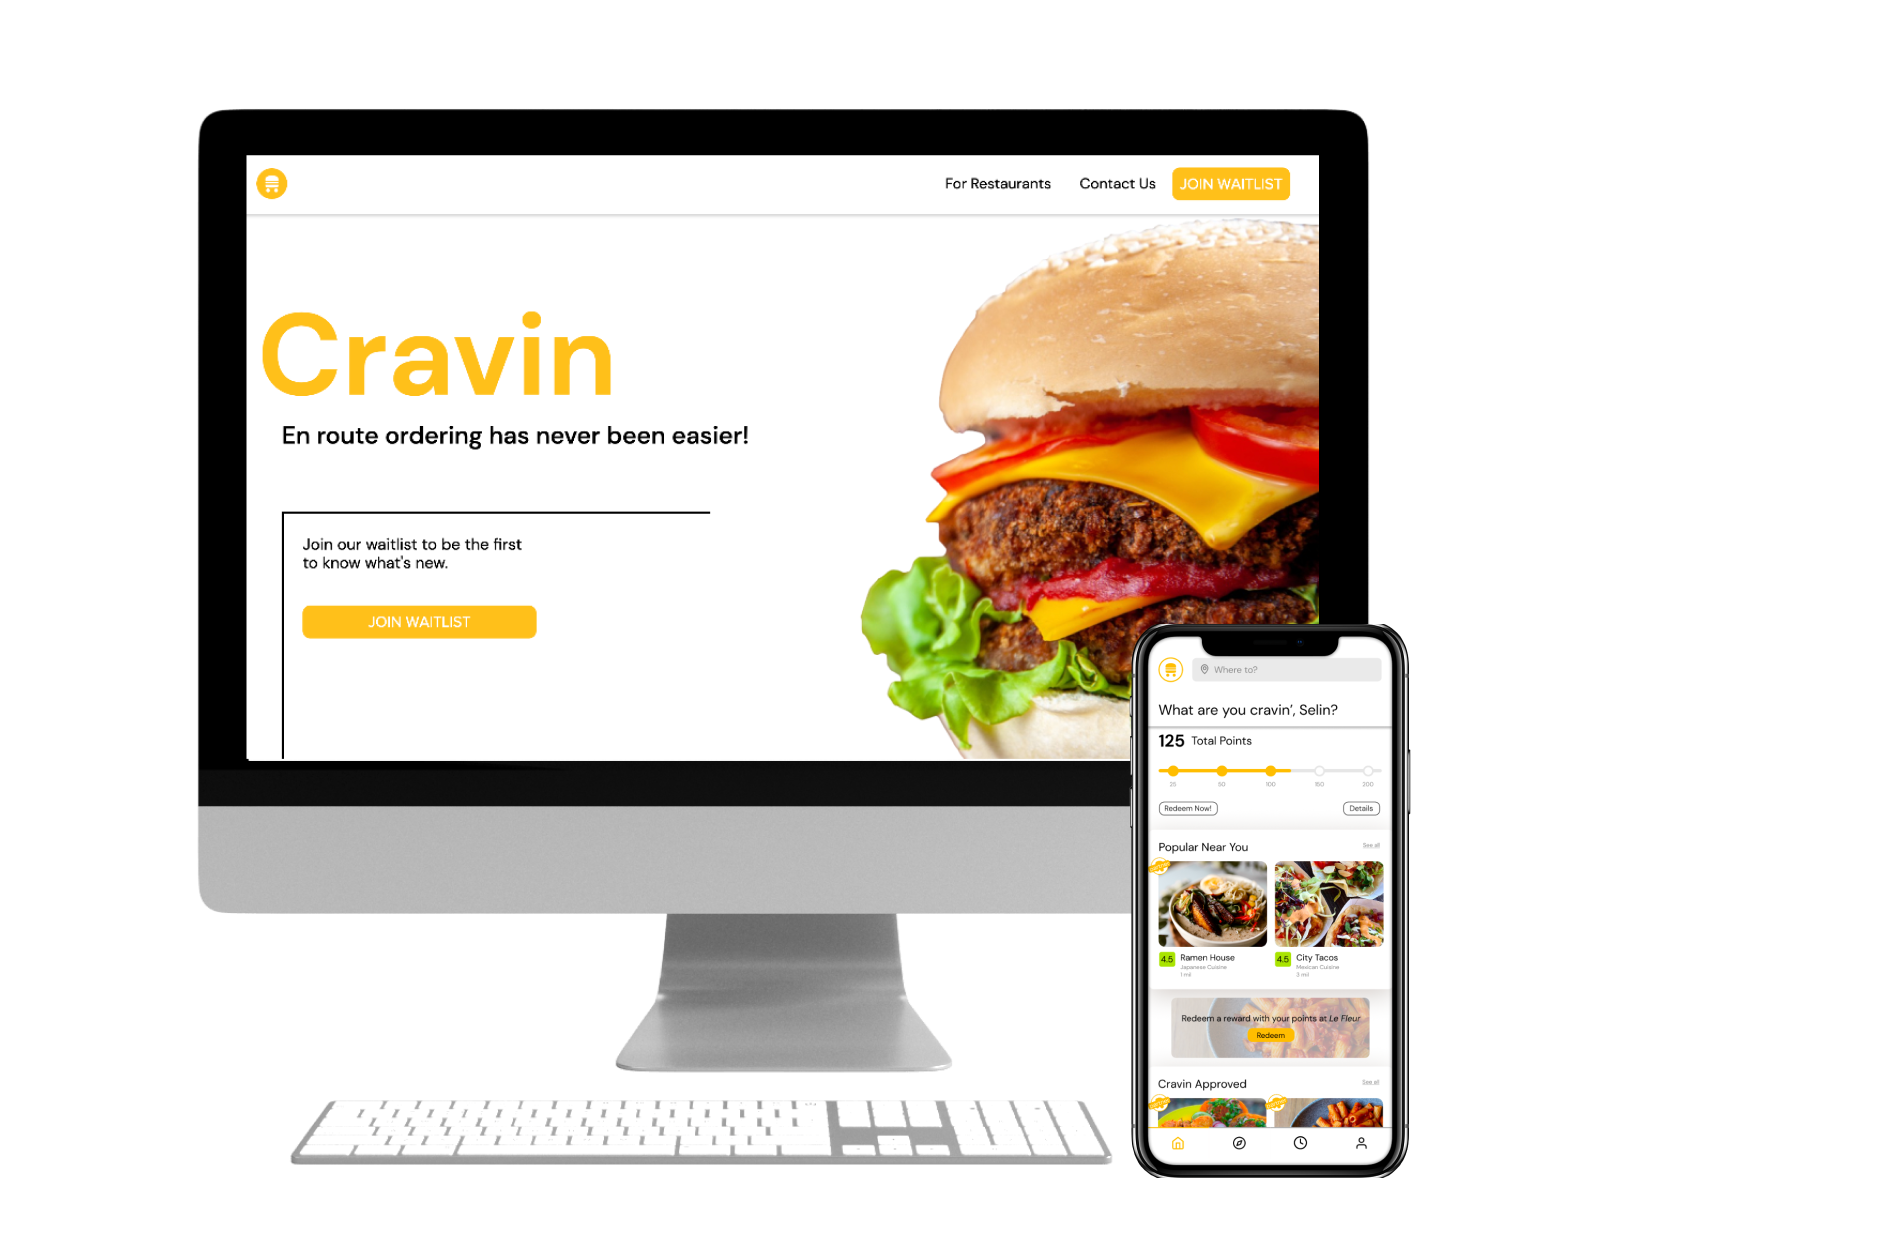 For Restaurants
Contact Us
JOIN WAITLIST
Cravin
En route ordering has never been easier!
Join our waitlist to be the first
to know what's new.
JOIN WAITLIST
Where to?
What are you cravin', Selin?
125 Total Points
25 50 100 150 200
Redeem Now!
Details
Popular Near You
See all
4.5 Ramen House
Japanese Cuisine
1 mi
4.5 City Tacos
Mexican Cuisine
3 mi
Redeem a reward with your points at Le Fleur
Redeem
Cravin Approved
See all